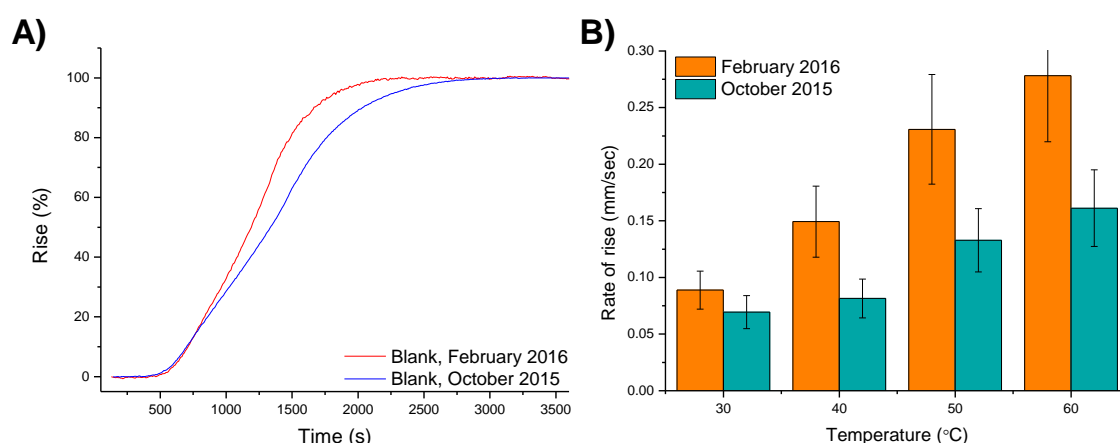 A)
100
80
60
40
20
0
Rise (%)
Blank, February 2016
Blank, October 2015
500 1000 1500 2000 2500 3000 3500
Time (s)
B)
0.30
0.25
0.20
0.15
0.10
0.05
0.00
Rate of rise (mm/sec)
February 2016
October 2015
30 40 50 60
Temperature (°C)